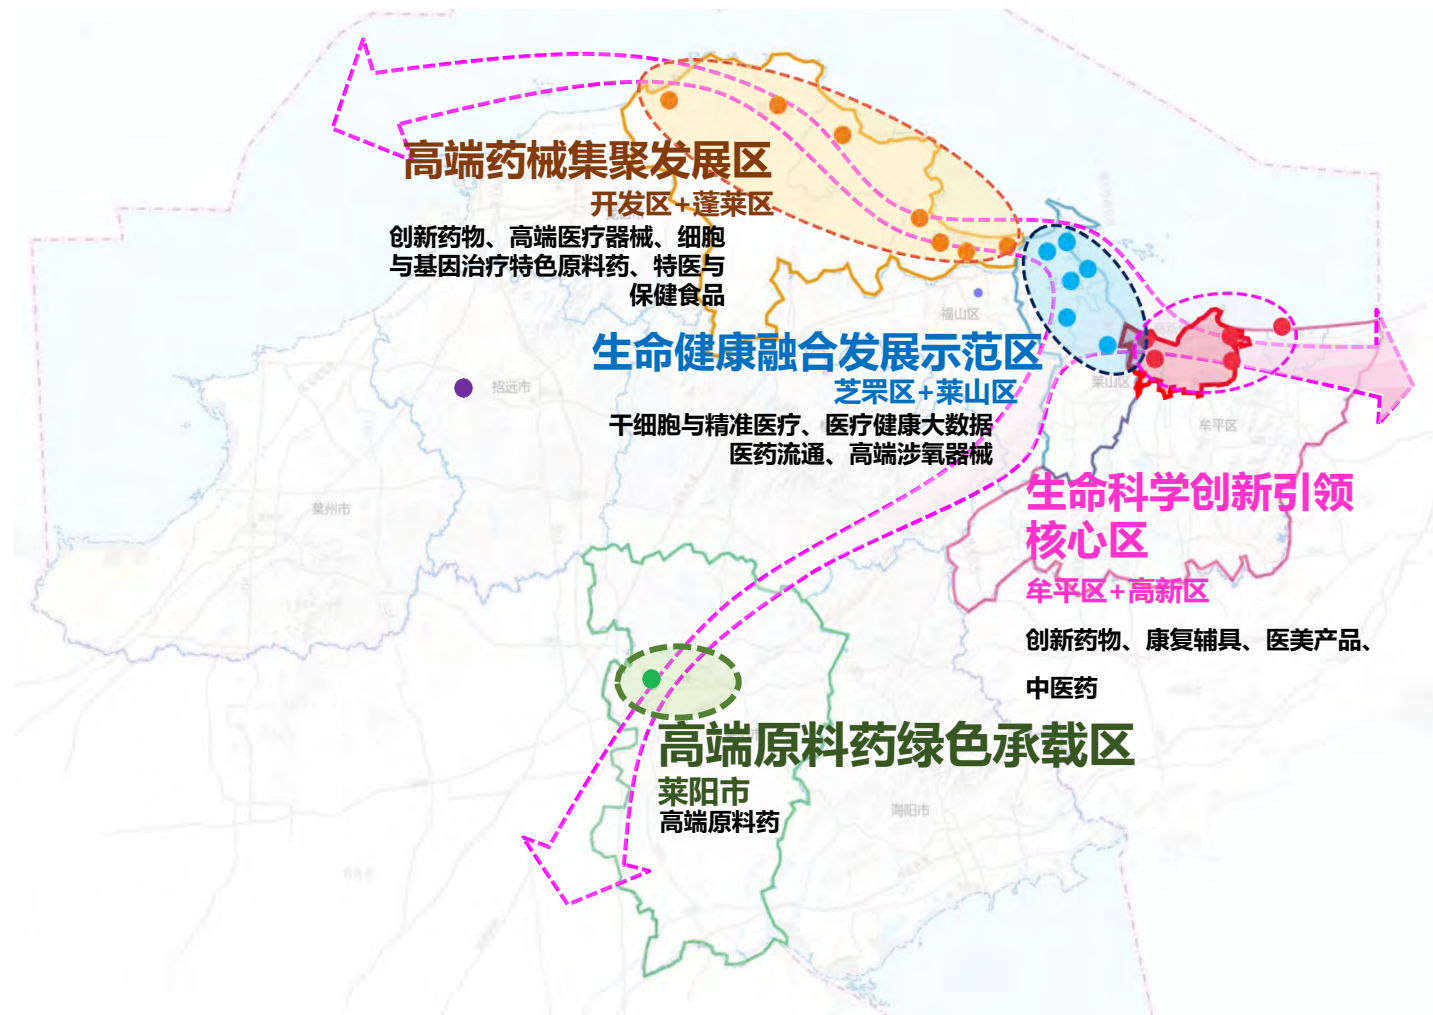 高端药械集聚发展区
开发区+蓬莱区
创新药物、高端医疗器械、细胞
与基因治疗特色原料药、特医与
保健食品
福山区
生命健康融合发展示范区
芝罘区+莱山区
招远市
莱山区
干细胞与精准医疗、医疗健康大数据
医药流通、高端涉氧器械
牟平区
生命科学创新引领
核心区
莱州市
牟平区+高新区
创新药物、康复辅具、医美产品、
中医药
高端原料药绿色承载区
莱阳市
高端原料药
海阳市